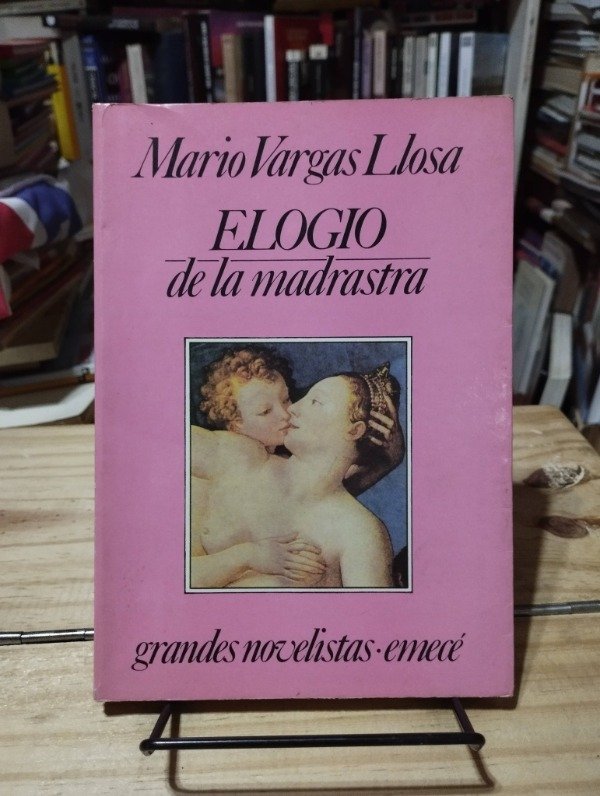 Mario Vargas Llosa
ELOGIO
de la madrastra
grandes novelistas · emecé